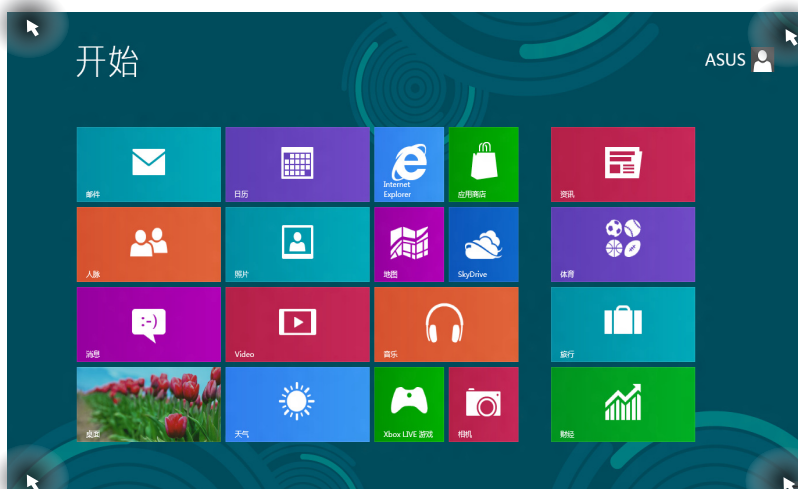 开始
ASUS
邮件
日历
Internet
Explorer
应用商店
资讯
人脉
照片
地图
SkyDrive
体育
消息
Video
音乐
旅行
桌面
天气
Xbox LIVE 游戏
相机
财经